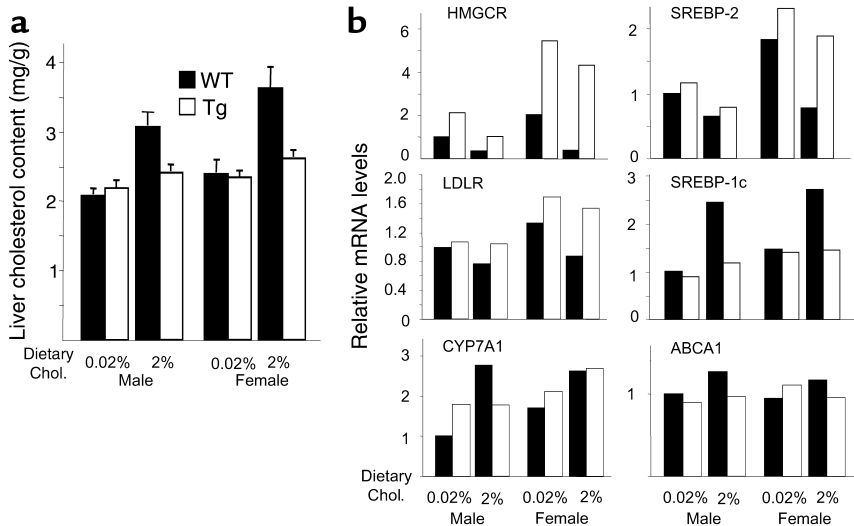 a
Liver cholesterol content (mg/g)
4
3
2
1
WT
Tg
Dietary
Chol.
0.02% 2% 0.02% 2%
Male Female
b
Relative mRNA levels
HMGCR
6
4
2
0
SREBP-2
2
1
0
LDLR
2.0
1.6
1.2
0.8
0.4
0
SREBP-1c
3
2
1
0
CYP7A1
3
2
1
ABCA1
1
Dietary
Chol.
0.02% 2% 0.02% 2%
Male Female
0.02% 2% 0.02% 2%
Male Female